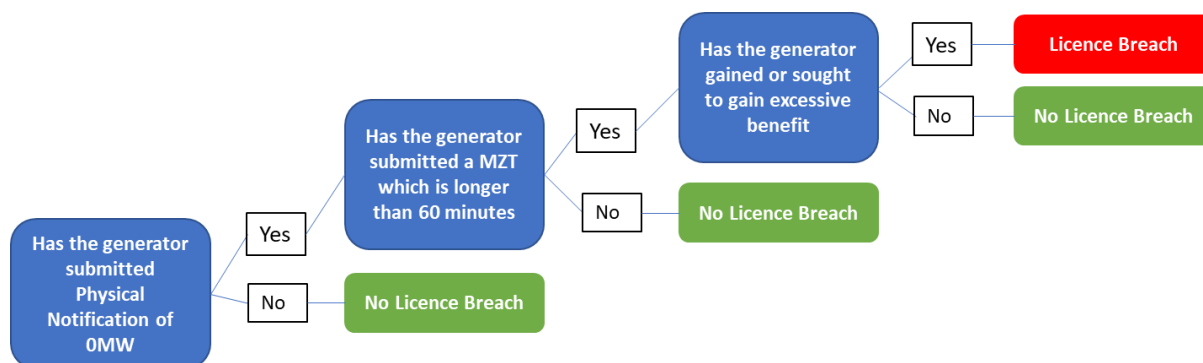 Has the generator
submitted
Physical
Notification of
0MW
Yes
No
No Licence Breach
Has the generator
submitted a MZT
which is longer
than 60 minutes
Yes
No
No Licence Breach
Has the generator
gained or sought
to gain excessive
benefit
Yes
Licence Breach
No
No Licence Breach